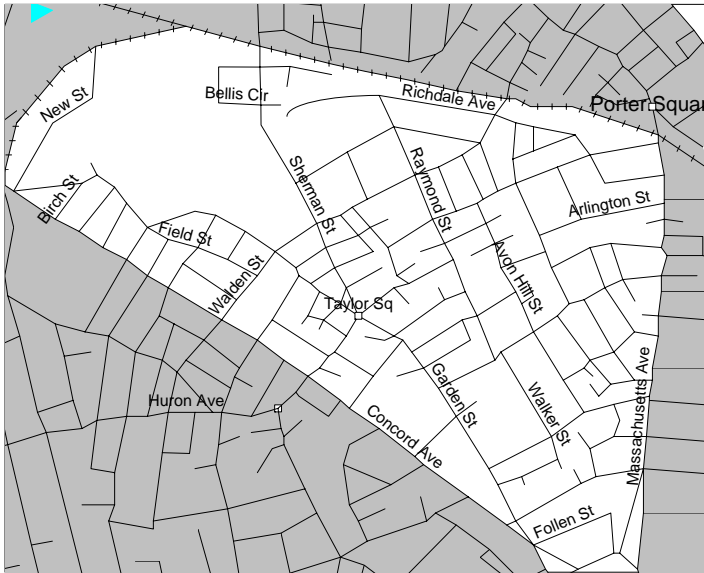 New St
Bellis Cir
Richdale Ave
Porter Squar
Birch St
Sherman St
Raymond St
Arlington St
Field St
Walden St
Avon Hill St
Taylor Sq
Huron Ave
Garden St
Walker St
Massachusetts Ave
Concord Ave
Follen St